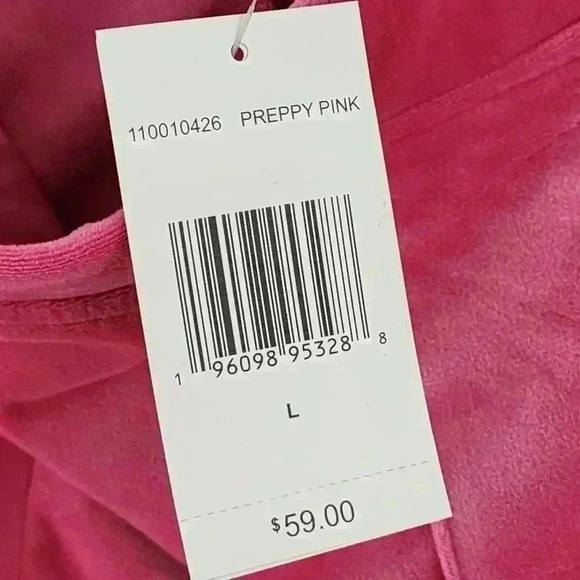 110010426 PREPPY PINK
1 96098 95328 8
L
$59.00